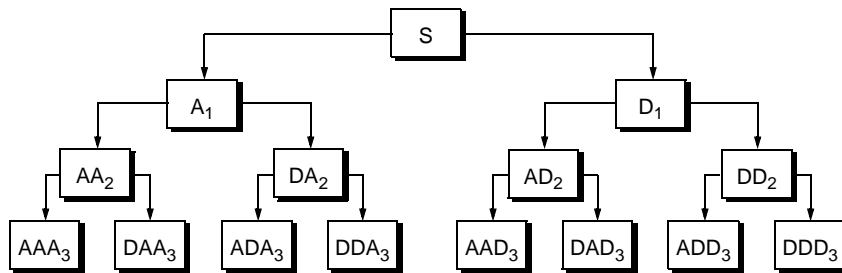 S
A₁ D₁
AA₂ DA₂ AD₂ DD₂
AAA₃ DAA₃ ADA₃ DDA₃ AAD₃ DAD₃ ADD₃ DDD₃